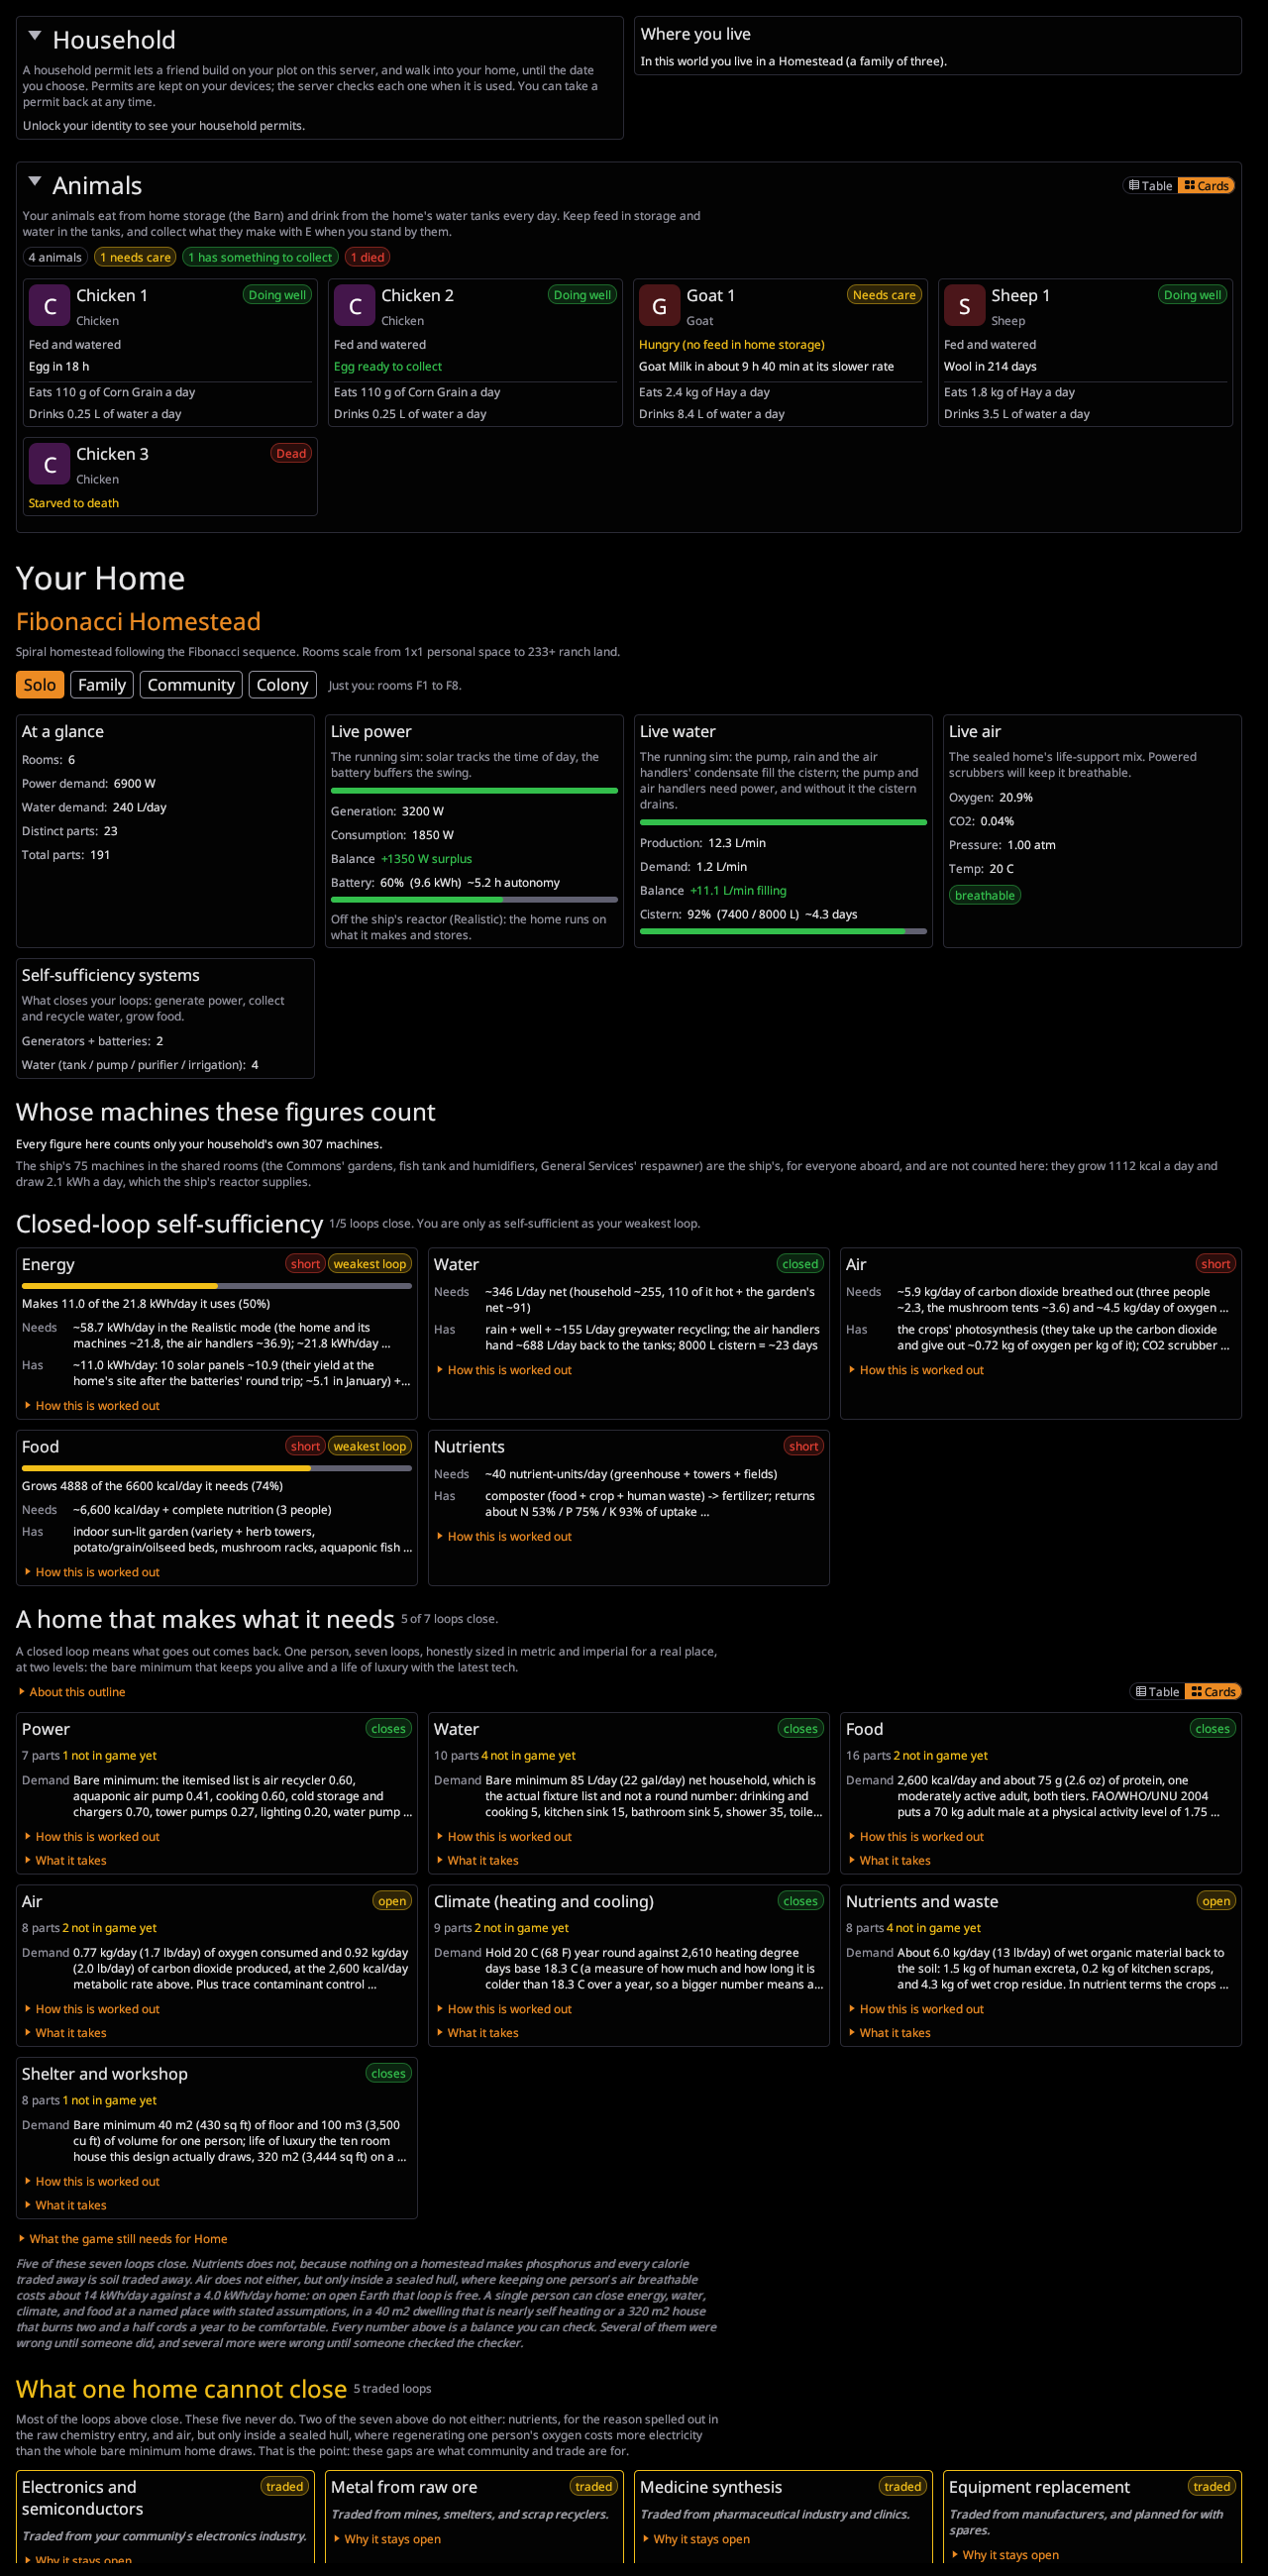 Household
A household permit lets a friend build on your plot on this server, and walk into your home, until the date
you choose. Permits are kept on your devices; the server checks each one when it is used. You can take a
permit back at any time.
Unlock your identity to see your household permits.
Where you live
In this world you live in a Homestead (a family of three).
Animals
Table Cards
Your animals eat from home storage (the Barn) and drink from the home's water tanks every day. Keep feed in storage and
water in the tanks, and collect what they make with E when you stand by them.
4 animals 1 needs care 1 has something to collect 1 died
C Chicken 1 Doing well
Chicken
Fed and watered
Egg in 18 h
Eats 110 g of Corn Grain a day
Drinks 0.25 L of water a day
C Chicken 2 Doing well
Chicken
Fed and watered
Egg ready to collect
Eats 110 g of Corn Grain a day
Drinks 0.25 L of water a day
G Goat 1 Needs care
Goat
Hungry (no feed in home storage)
Goat Milk in about 9 h 40 min at its slower rate
Eats 2.4 kg of Hay a day
Drinks 8.4 L of water a day
S Sheep 1 Doing well
Sheep
Fed and watered
Wool in 214 days
Eats 1.8 kg of Hay a day
Drinks 3.5 L of water a day
C Chicken 3 Dead
Chicken
Starved to death
Your Home
Fibonacci Homestead
Spiral homestead following the Fibonacci sequence. Rooms scale from 1x1 personal space to 233+ ranch land.
Solo Family Community Colony Just you: rooms F1 to F8.
At a glance
Rooms: 6
Power demand: 6900 W
Water demand: 240 L/day
Distinct parts: 23
Total parts: 191
Live power
The running sim: solar tracks the time of day, the
battery buffers the swing.
Generation: 3200 W
Consumption: 1850 W
Balance +1350 W surplus
Battery: 60% (9.6 kWh) ~5.2 h autonomy
Off the ship's reactor (Realistic): the home runs on
what it makes and stores.
Live water
The running sim: the pump, rain and the air
handlers' condensate fill the cistern; the pump and
air handlers need power, and without it the cistern
drains.
Production: 12.3 L/min
Demand: 1.2 L/min
Balance +11.1 L/min filling
Cistern: 92% (7400 / 8000 L) ~4.3 days
Live air
The sealed home's life-support mix. Powered
scrubbers will keep it breathable.
Oxygen: 20.9%
CO2: 0.04%
Pressure: 1.00 atm
Temp: 20 C
breathable
Self-sufficiency systems
What closes your loops: generate power, collect
and recycle water, grow food.
Generators + batteries: 2
Water (tank / pump / purifier / irrigation): 4
Whose machines these figures count
Every figure here counts only your household's own 307 machines.
The ship's 75 machines in the shared rooms (the Commons' gardens, fish tank and humidifiers, General Services' respawner) are the ship's, for everyone aboard, and are not counted here: they grow 1112 kcal a day and
draw 2.1 kWh a day, which the ship's reactor supplies.
Closed-loop self-sufficiency 1/5 loops close. You are only as self-sufficient as your weakest loop.
Energy short weakest loop
Makes 11.0 of the 21.8 kWh/day it uses (50%)
Needs ~58.7 kWh/day in the Realistic mode (the home and its
machines ~21.8, the air handlers ~36.9); ~21.8 kWh/day ...
Has ~11.0 kWh/day: 10 solar panels ~10.9 (their yield at the
home's site after the batteries' round trip; ~5.1 in January) +...
How this is worked out
Water closed
Needs ~346 L/day net (household ~255, 110 of it hot + the garden's
net ~91)
Has rain + well + ~155 L/day greywater recycling; the air handlers
hand ~688 L/day back to the tanks; 8000 L cistern = ~23 days
How this is worked out
Air short
Needs ~5.9 kg/day of carbon dioxide breathed out (three people
~2.3, the mushroom tents ~3.6) and ~4.5 kg/day of oxygen ...
Has the crops' photosynthesis (they take up the carbon dioxide
and give out ~0.72 kg of oxygen per kg of it); CO2 scrubber ...
How this is worked out
Food short weakest loop
Grows 4888 of the 6600 kcal/day it needs (74%)
Needs ~6,600 kcal/day + complete nutrition (3 people)
Has indoor sun-lit garden (variety + herb towers,
potato/grain/oilseed beds, mushroom racks, aquaponic fish ...
How this is worked out
Nutrients short
Needs ~40 nutrient-units/day (greenhouse + towers + fields)
Has composter (food + crop + human waste) -> fertilizer; returns
about N 53% / P 75% / K 93% of uptake ...
How this is worked out
A home that makes what it needs 5 of 7 loops close.
A closed loop means what goes out comes back. One person, seven loops, honestly sized in metric and imperial for a real place,
at two levels: the bare minimum that keeps you alive and a life of luxury with the latest tech.
About this outline
Table Cards
Power closes
7 parts 1 not in game yet
Demand Bare minimum: the itemised list is air recycler 0.60,
aquaponic air pump 0.41, cooking 0.60, cold storage and
chargers 0.70, tower pumps 0.27, lighting 0.20, water pump ...
How this is worked out
What it takes
Water closes
10 parts 4 not in game yet
Demand Bare minimum 85 L/day (22 gal/day) net household, which is
the actual fixture list and not a round number: drinking and
cooking 5, kitchen sink 15, bathroom sink 5, shower 35, toile...
How this is worked out
What it takes
Food closes
16 parts 2 not in game yet
Demand 2,600 kcal/day and about 75 g (2.6 oz) of protein, one
moderately active adult, both tiers. FAO/WHO/UNU 2004
puts a 70 kg adult male at a physical activity level of 1.75 ...
How this is worked out
What it takes
Air open
8 parts 2 not in game yet
Demand 0.77 kg/day (1.7 lb/day) of oxygen consumed and 0.92 kg/day
(2.0 lb/day) of carbon dioxide produced, at the 2,600 kcal/day
metabolic rate above. Plus trace contaminant control ...
How this is worked out
What it takes
Climate (heating and cooling) closes
9 parts 2 not in game yet
Demand Hold 20 C (68 F) year round against 2,610 heating degree
days base 18.3 C (a measure of how much and how long it is
colder than 18.3 C over a year, so a bigger number means a...
How this is worked out
What it takes
Nutrients and waste open
8 parts 4 not in game yet
Demand About 6.0 kg/day (13 lb/day) of wet organic material back to
the soil: 1.5 kg of human excreta, 0.2 kg of kitchen scraps,
and 4.3 kg of wet crop residue. In nutrient terms the crops ...
How this is worked out
What it takes
Shelter and workshop closes
8 parts 1 not in game yet
Demand Bare minimum 40 m2 (430 sq ft) of floor and 100 m3 (3,500
cu ft) of volume for one person; life of luxury the ten room
house this design actually draws, 320 m2 (3,444 sq ft) on a ...
How this is worked out
What it takes
What the game still needs for Home
Five of these seven loops close. Nutrients does not, because nothing on a homestead makes phosphorus and every calorie
traded away is soil traded away. Air does not either, but only inside a sealed hull, where keeping one person's air breathable
costs about 14 kWh/day against a 4.0 kWh/day home: on open Earth that loop is free. A single person can close energy, water,
climate, and food at a named place with stated assumptions, in a 40 m2 dwelling that is nearly self heating or a 320 m2 house
that burns two and a half cords a year to be comfortable. Every number above is a balance you can check. Several of them were
wrong until someone did, and several more were wrong until someone checked the checker.
What one home cannot close 5 traded loops
Most of the loops above close. These five never do. Two of the seven above do not either: nutrients, for the reason spelled out in
the raw chemistry entry, and air, but only inside a sealed hull, where regenerating one person's oxygen costs more electricity
than the whole bare minimum home draws. That is the point: these gaps are what community and trade are for.
Electronics and traded
semiconductors
Traded from your community's electronics industry.
Why it stays open
Metal from raw ore traded
Traded from mines, smelters, and scrap recyclers.
Why it stays open
Medicine synthesis traded
Traded from pharmaceutical industry and clinics.
Why it stays open
Equipment replacement traded
Traded from manufacturers, and planned for with
spares.
Why it stays open